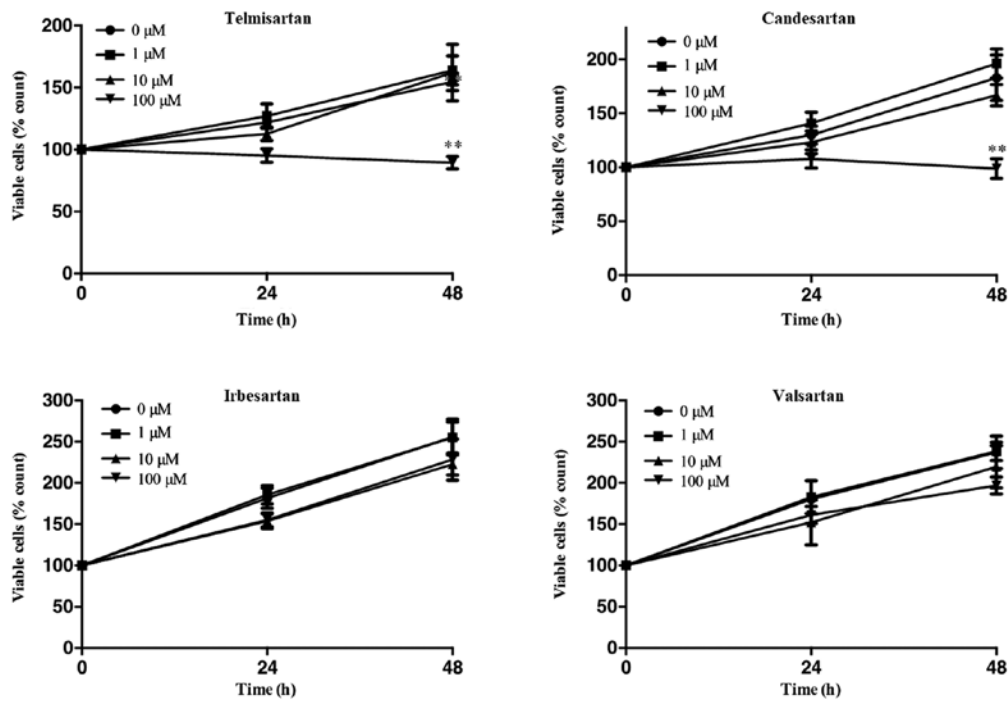 Telmisartan
0 μM
1 μM
10 μM
100 μM
200
150
100
50
0
Viable cells (% count)
**
**
0
24
48
Time (h)
Candesartan
0 μM
1 μM
10 μM
100 μM
200
150
100
50
0
Viable cells (% count)
**
0
24
48
Time (h)
Irbesartan
0 μM
1 μM
10 μM
100 μM
300
250
200
150
100
50
0
Viable cells (% count)
0
24
48
Time (h)
Valsartan
0 μM
1 μM
10 μM
100 μM
300
250
200
150
100
50
0
Viable cells (% count)
0
24
48
Time (h)